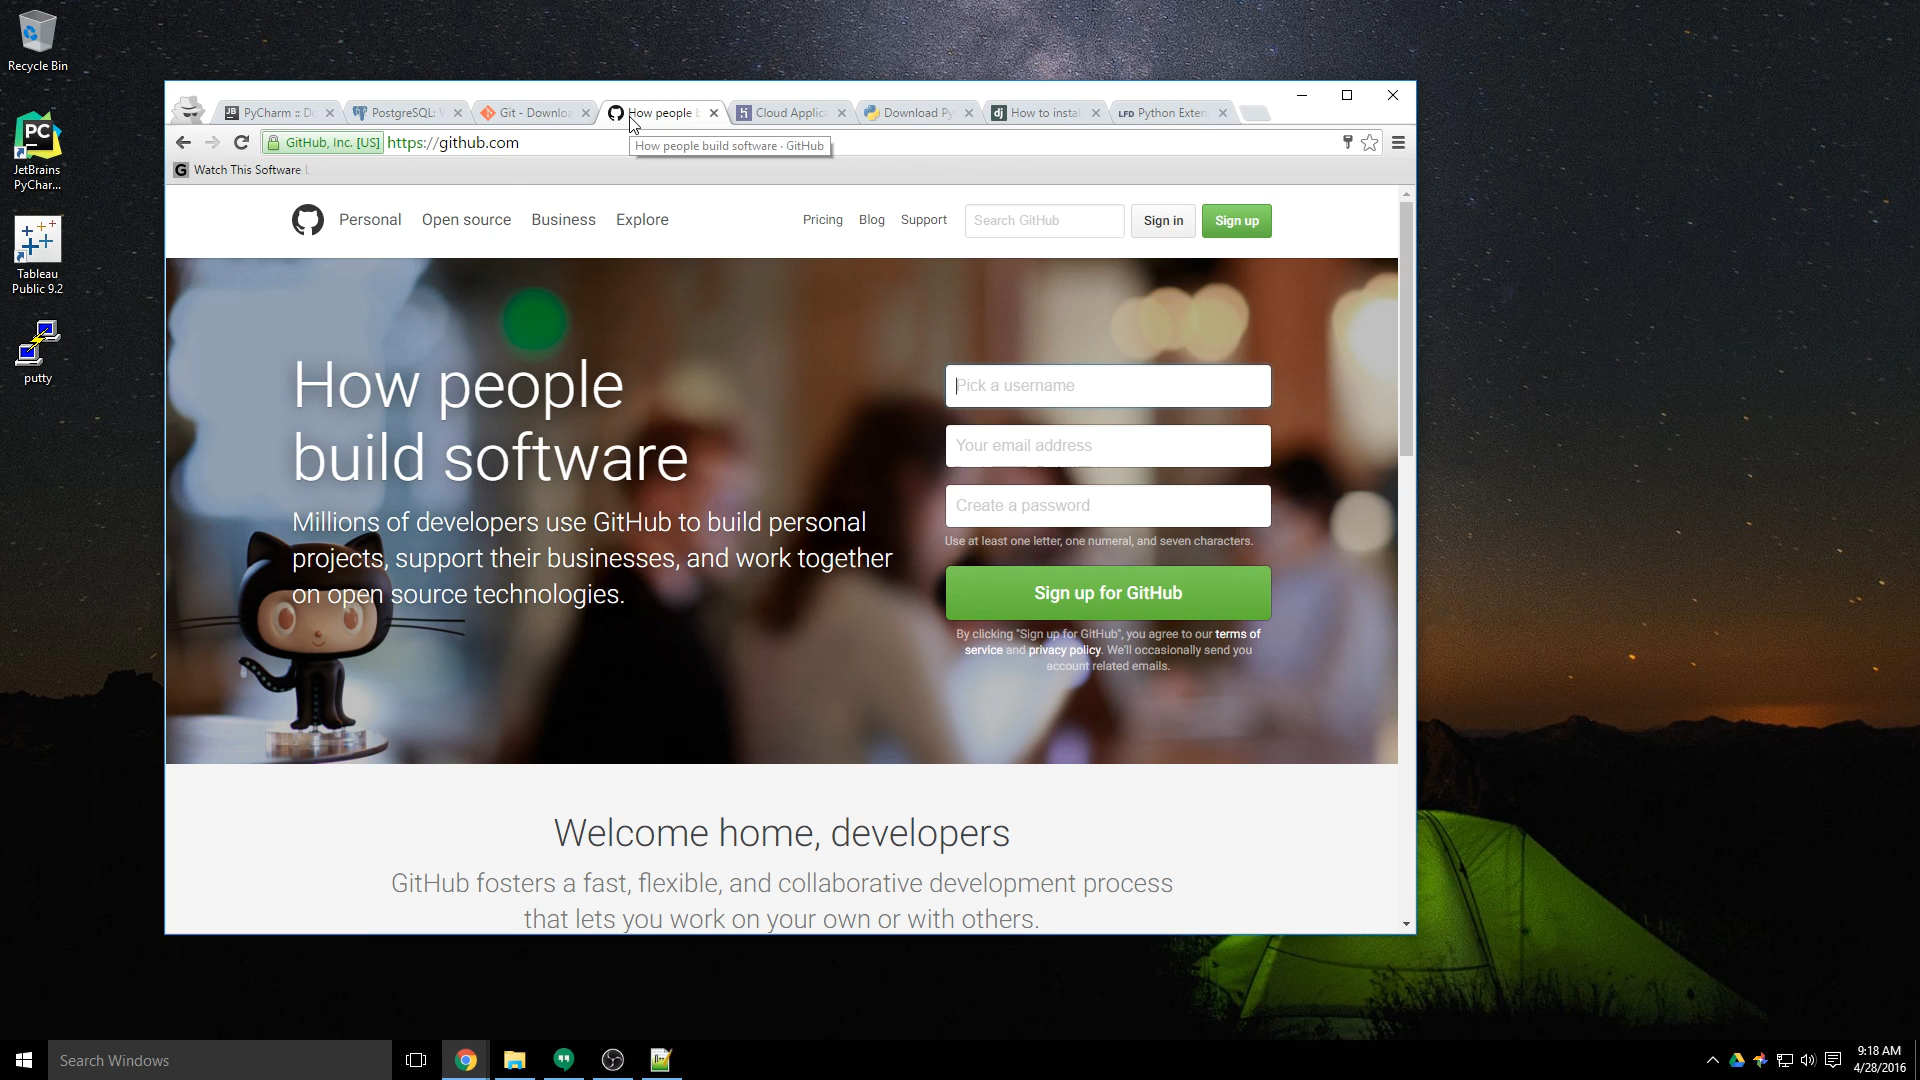 Recycle Bin
JetBrains
PyChar...
Tableau
Public 9.2
putty
PyCharm :: Do
PostgreSQL:
Git - Downloa
How people
Cloud Applica
Download Py
How to instal
Python Exten
GitHub, Inc. [US]
https://github.com
How people build software · GitHub
G Watch This Software
Personal
Open source
Business
Explore
Pricing
Blog
Support
Search GitHub
Sign in
Sign up
How people
build software
Millions of developers use GitHub to build personal
projects, support their businesses, and work together
on open source technologies.
Pick a username
Your email address
Create a password
Use at least one letter, one numeral, and seven characters.
Sign up for GitHub
By clicking "Sign up for GitHub", you agree to our terms of
service and privacy policy. We'll occasionally send you
account related emails.
Welcome home, developers
GitHub fosters a fast, flexible, and collaborative development process
that lets you work on your own or with others.
Search Windows
9:18 AM
4/28/2016